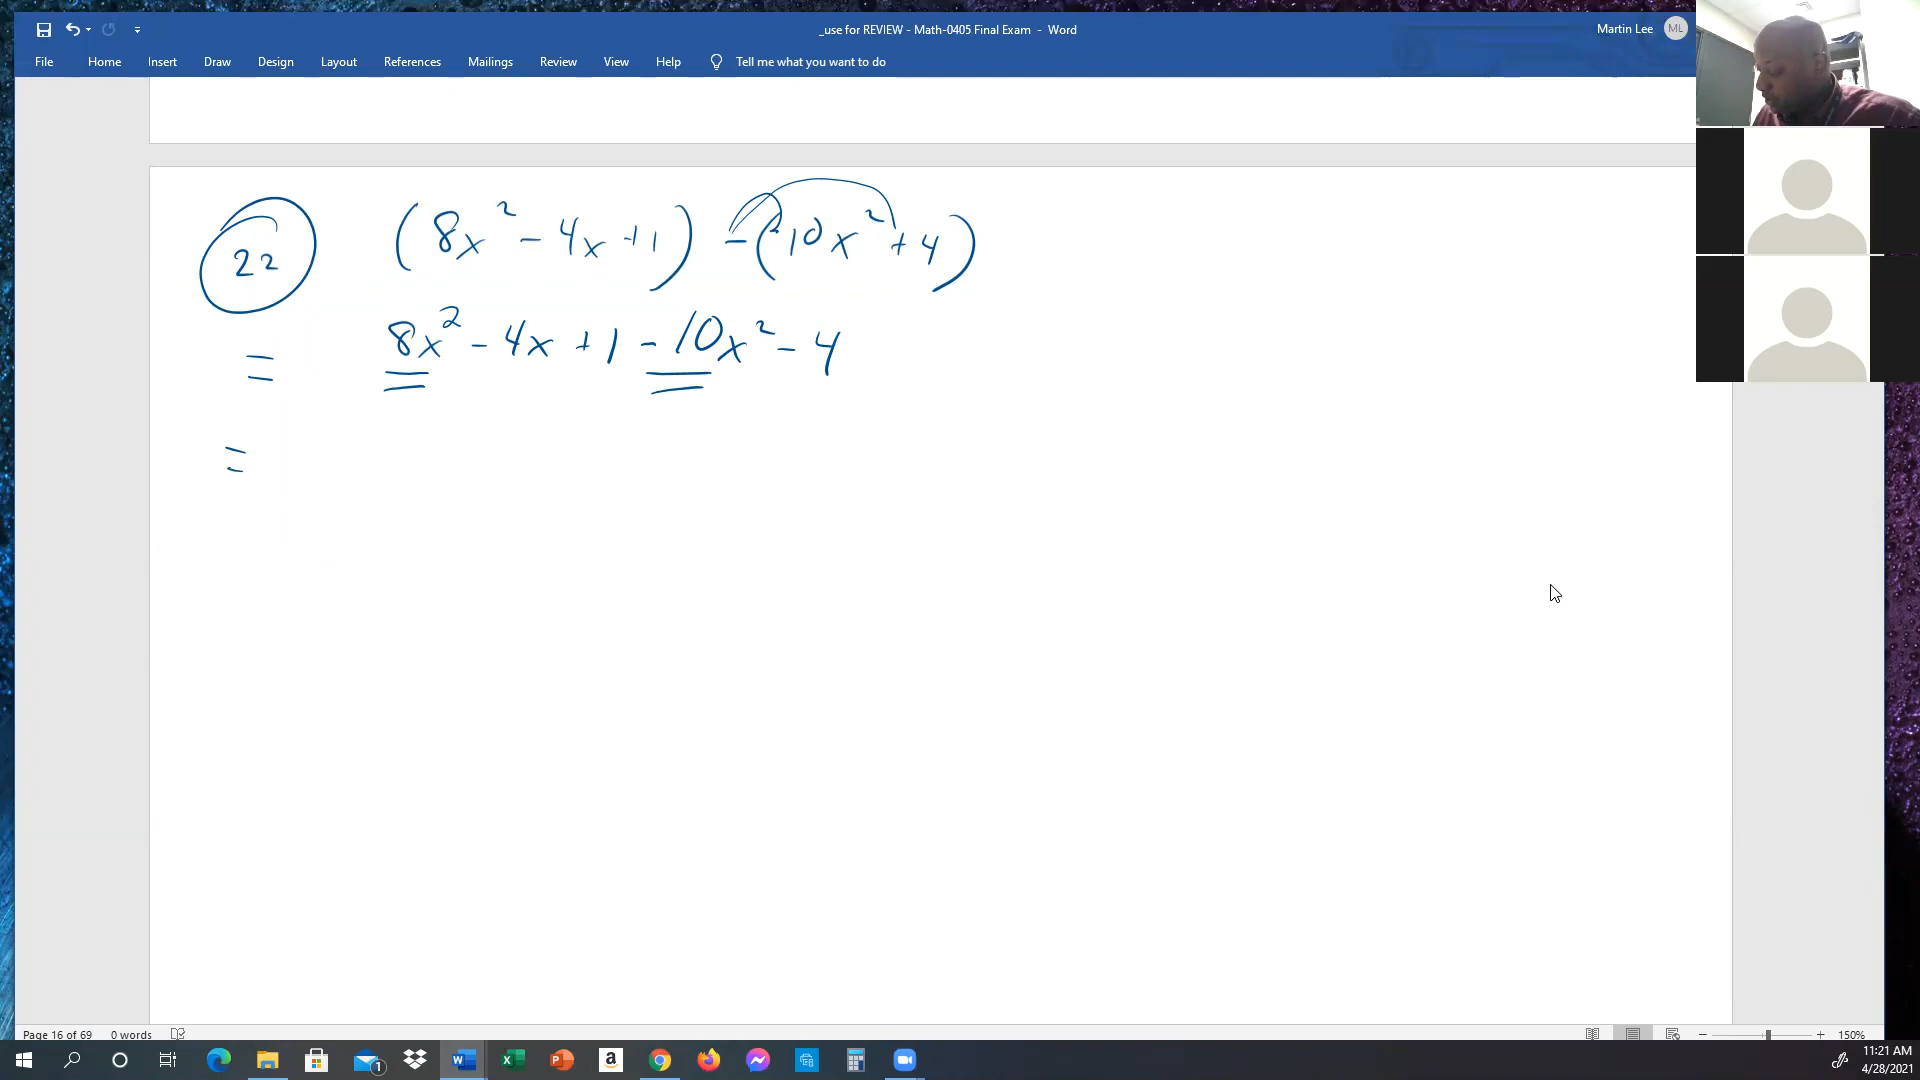 _use for REVIEW - Math-0405 Final Exam - Word
Martin Lee ML
File Home Insert Draw Design Layout References Mailings Review View Help Tell me what you want to do
22 (8x² - 4x + 1) - (10x² + 4)
= 8x² - 4x + 1 - 10x² - 4
=
Page 16 of 69 0 words
150%
11:21 AM
4/28/2021